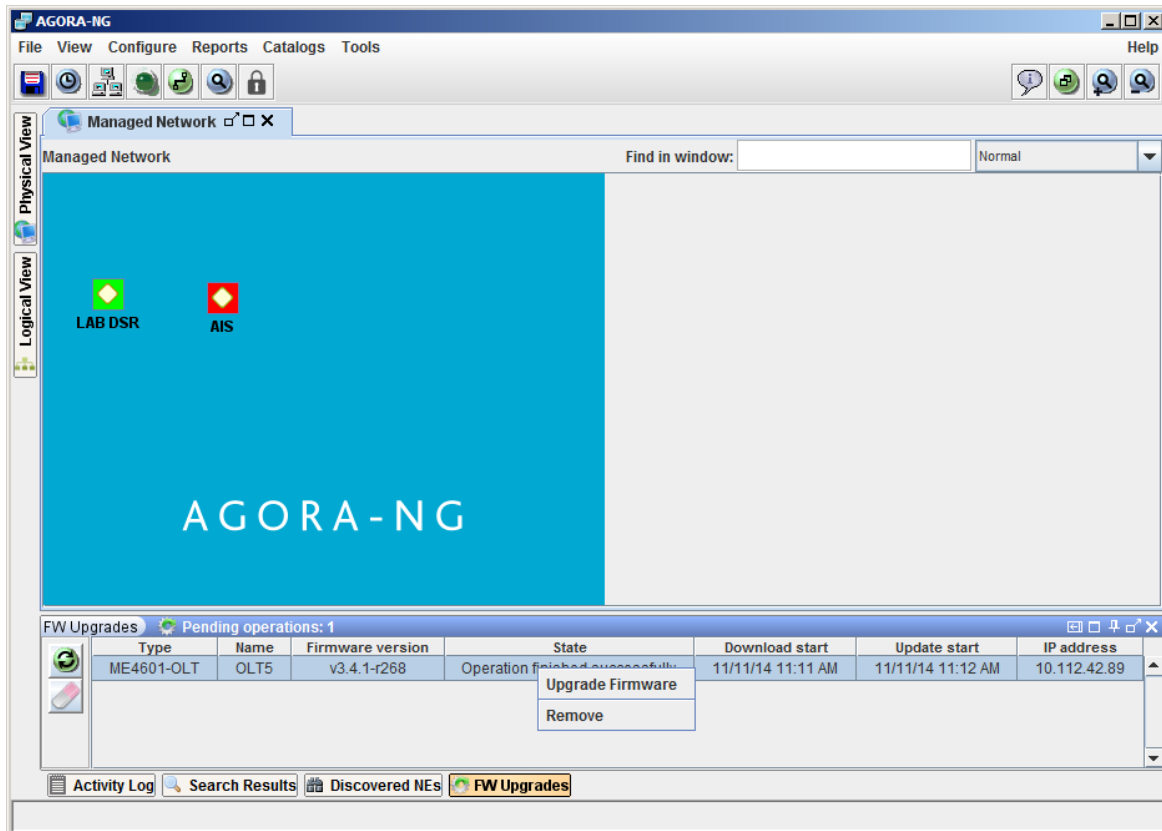 AGORA-NG
File View Configure Reports Catalogs Tools Help
Managed Network
Physical View
Logical View
Managed Network Find in window: Normal
LAB DSR AIS
AGORA-NG
FW Upgrades Pending operations: 1
Type Name Firmware version State Download start Update start IP address
ME4601-OLT OLT5 v3.4.1-r268 Operation finished successfully 11/11/14 11:11 AM 11/11/14 11:12 AM 10.112.42.89
Upgrade Firmware
Remove
Activity Log Search Results Discovered NEs FW Upgrades